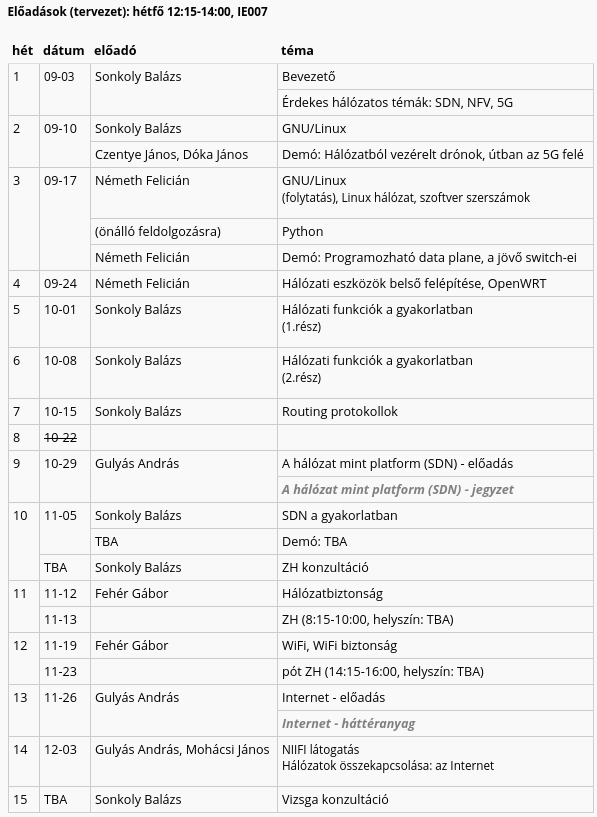 Előadások (tervezet): hétfő 12:15-14:00, IE007
hét dátum előadó téma
1 09-03 Sonkoly Balázs Bevezető
Érdekes hálózatos témák: SDN, NFV, 5G
2 09-10 Sonkoly Balázs GNU/Linux
Czentye János, Dóka János Demó: Hálózatból vezérelt drónok, útban az 5G felé
3 09-17 Németh Felicián GNU/Linux
(folytatás), Linux hálózat, szoftver szerszámok
(önálló feldolgozásra) Python
Németh Felicián Demó: Programozható data plane, a jövő switch-ei
4 09-24 Németh Felicián Hálózati eszközök belső felépítése, OpenWRT
5 10-01 Sonkoly Balázs Hálózati funkciók a gyakorlatban
(1.rész)
6 10-08 Sonkoly Balázs Hálózati funkciók a gyakorlatban
(2.rész)
7 10-15 Sonkoly Balázs Routing protokollok
8 10-22
9 10-29 Gulyás András A hálózat mint platform (SDN) - előadás
A hálózat mint platform (SDN) - jegyzet
10 11-05 Sonkoly Balázs SDN a gyakorlatban
TBA Demó: TBA
TBA Sonkoly Balázs ZH konzultáció
11 11-12 Fehér Gábor Hálózatbiztonság
11-13 ZH (8:15-10:00, helyszín: TBA)
12 11-19 Fehér Gábor WiFi, WiFi biztonság
11-23 pót ZH (14:15-16:00, helyszín: TBA)
13 11-26 Gulyás András Internet - előadás
Internet - háttéranyag
14 12-03 Gulyás András, Mohácsi János NIIFI látogatás
Hálózatok összekapcsolása: az Internet
15 TBA Sonkoly Balázs Vizsga konzultáció